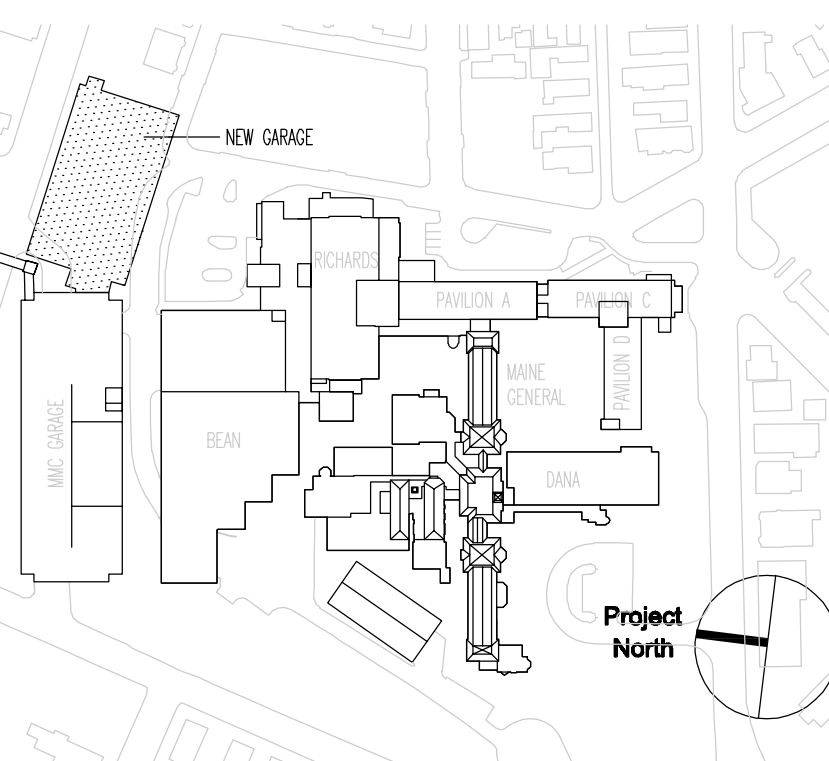 NEW GARAGE
RICHARDS
PAVILION A
PAVILION C
PAVILION D
MAINE
GENERAL
MMC GARAGE
BEAN
DANA
Project
North